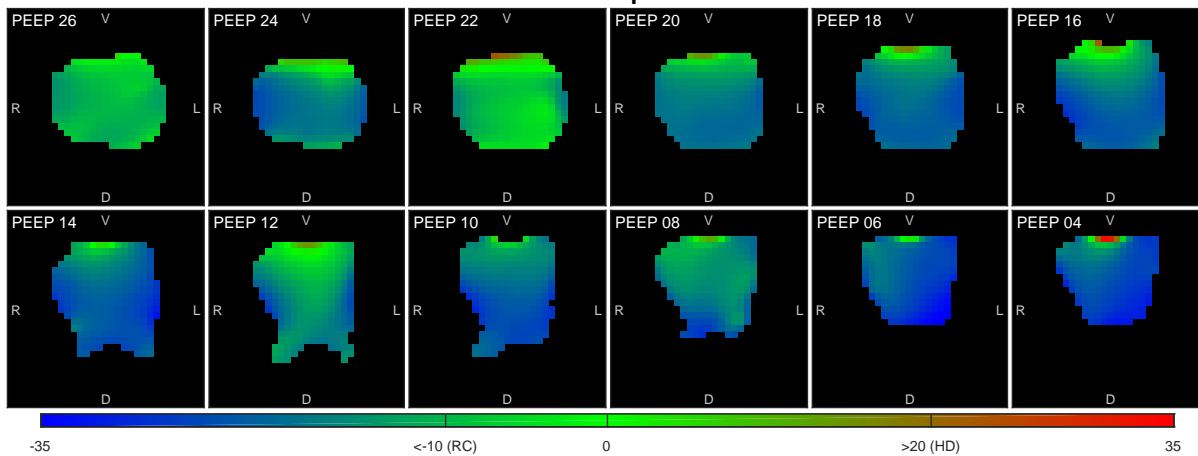 PEEP 26 V PEEP 24 V PEEP 22 V PEEP 20 V PEEP 18 V PEEP 16 V
R L R L R L R L R L R L
D D D D D D
PEEP 14 V PEEP 12 V PEEP 10 V PEEP 08 V PEEP 06 V PEEP 04 V
R L R L R L R L R L R L
D D D D D D
-35 <-10 (RC) 0 >20 (HD) 35